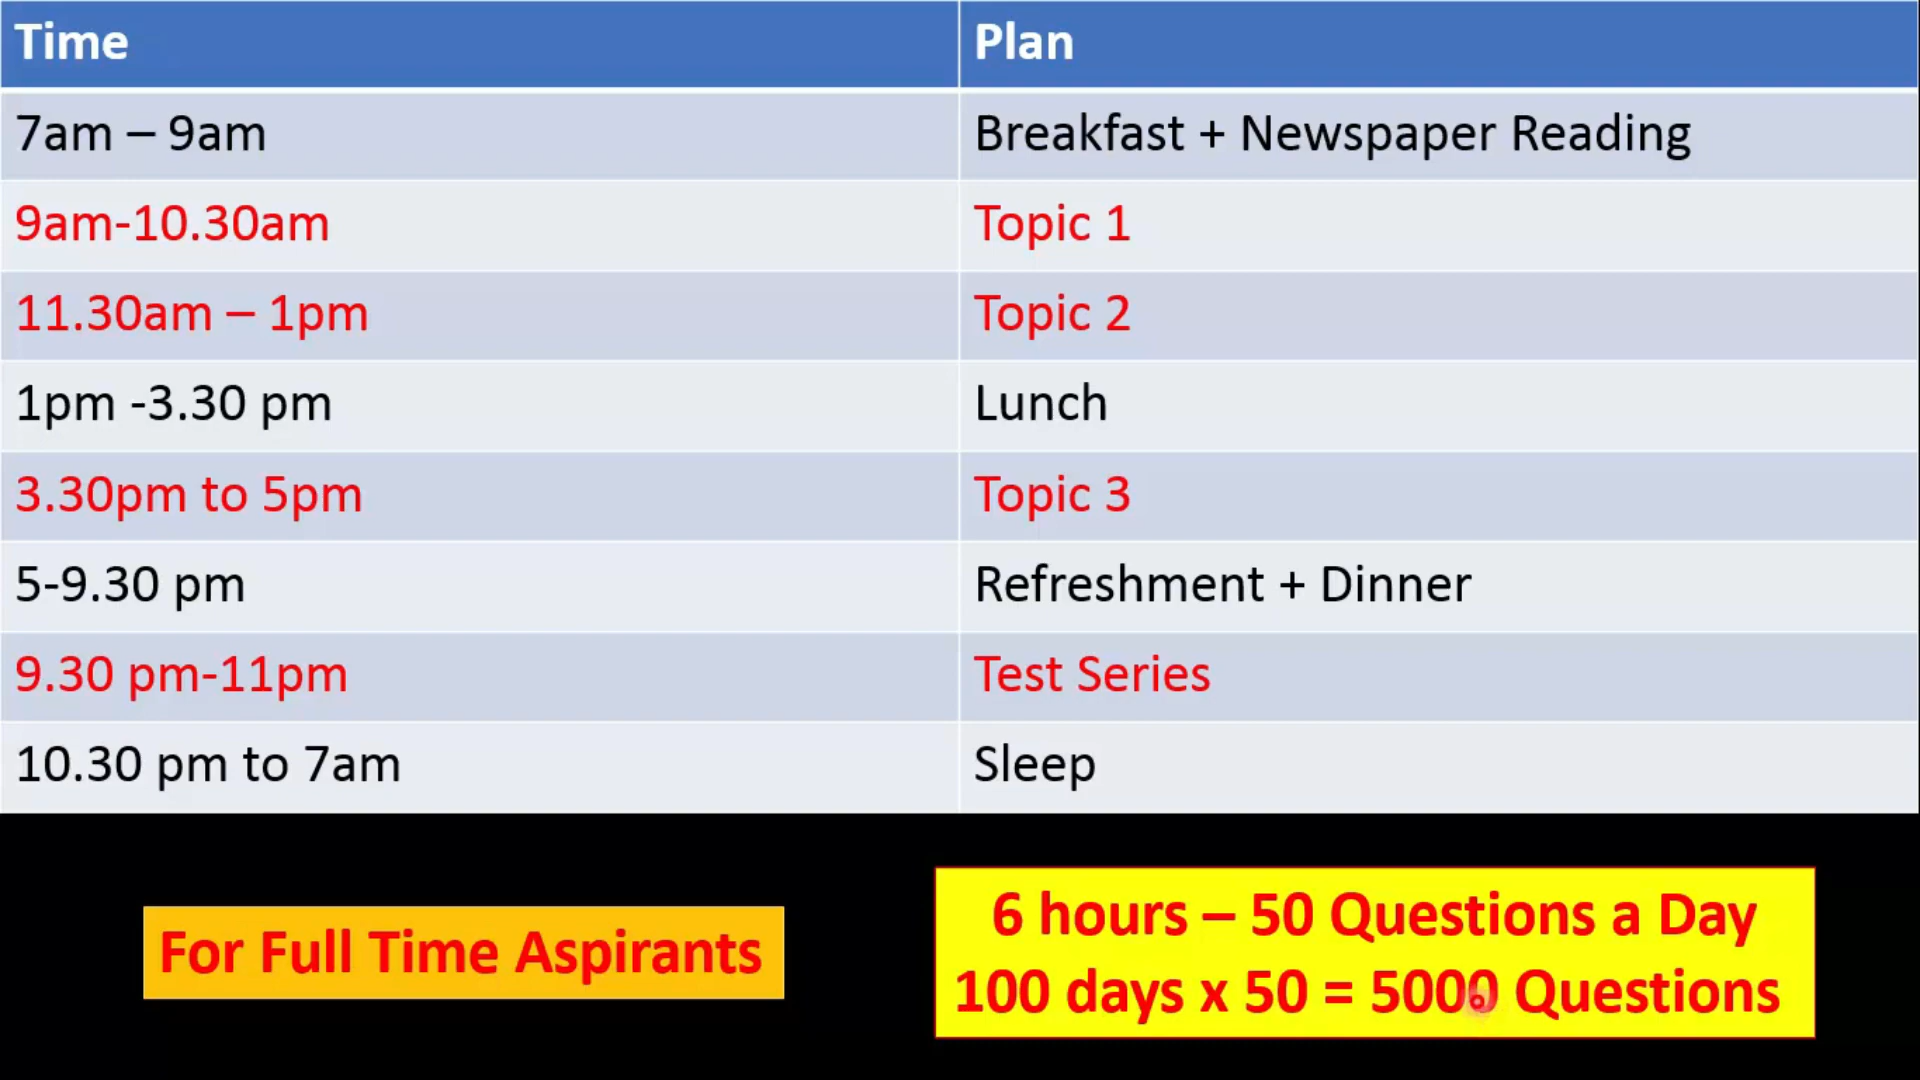 Time Plan
7am – 9am Breakfast + Newspaper Reading
9am-10.30am Topic 1
11.30am – 1pm Topic 2
1pm -3.30 pm Lunch
3.30pm to 5pm Topic 3
5-9.30 pm Refreshment + Dinner
9.30 pm-11pm Test Series
10.30 pm to 7am Sleep
For Full Time Aspirants
6 hours – 50 Questions a Day
100 days x 50 = 5000 Questions